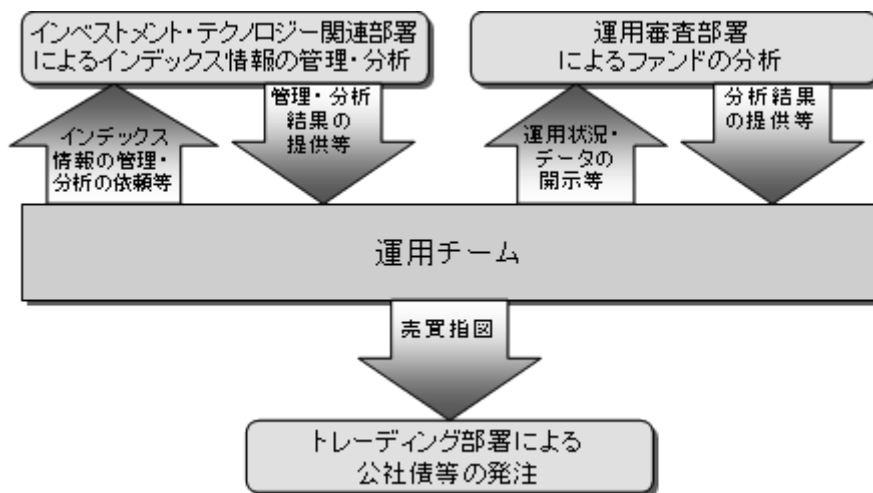 インベストメント・テクノロジー関連部署
によるインデックス情報の管理・分析
運用審査部署
によるファンドの分析
インデックス
情報の管理・
分析の依頼等
管理・分析
結果の
提供等
運用状況・
データの
開示等
分析結果
の提供等
運用チーム
売買指図
トレーディング部署による
公社債等の発注